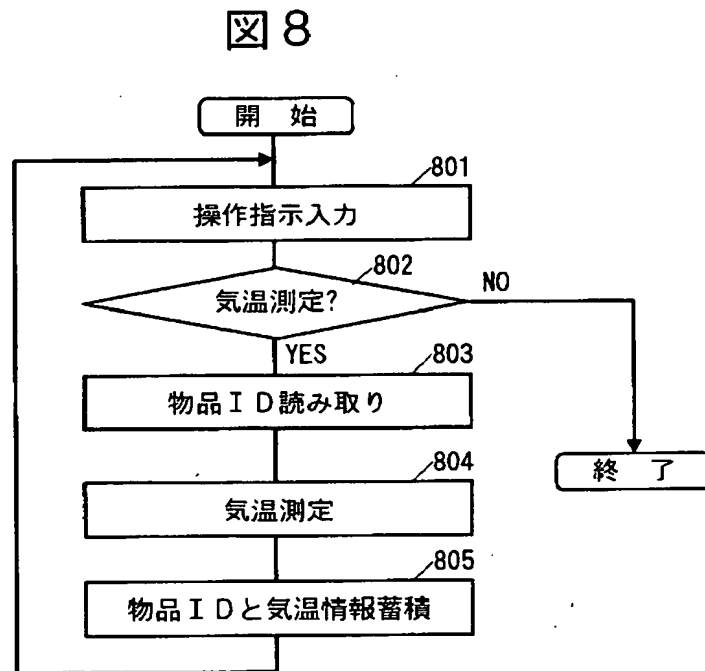 図8
開 始
801
操作指示入力
802
気温測定?
NO
YES
803
物品ID読み取り
804
気温測定
終 了
805
物品IDと気温情報蓄積